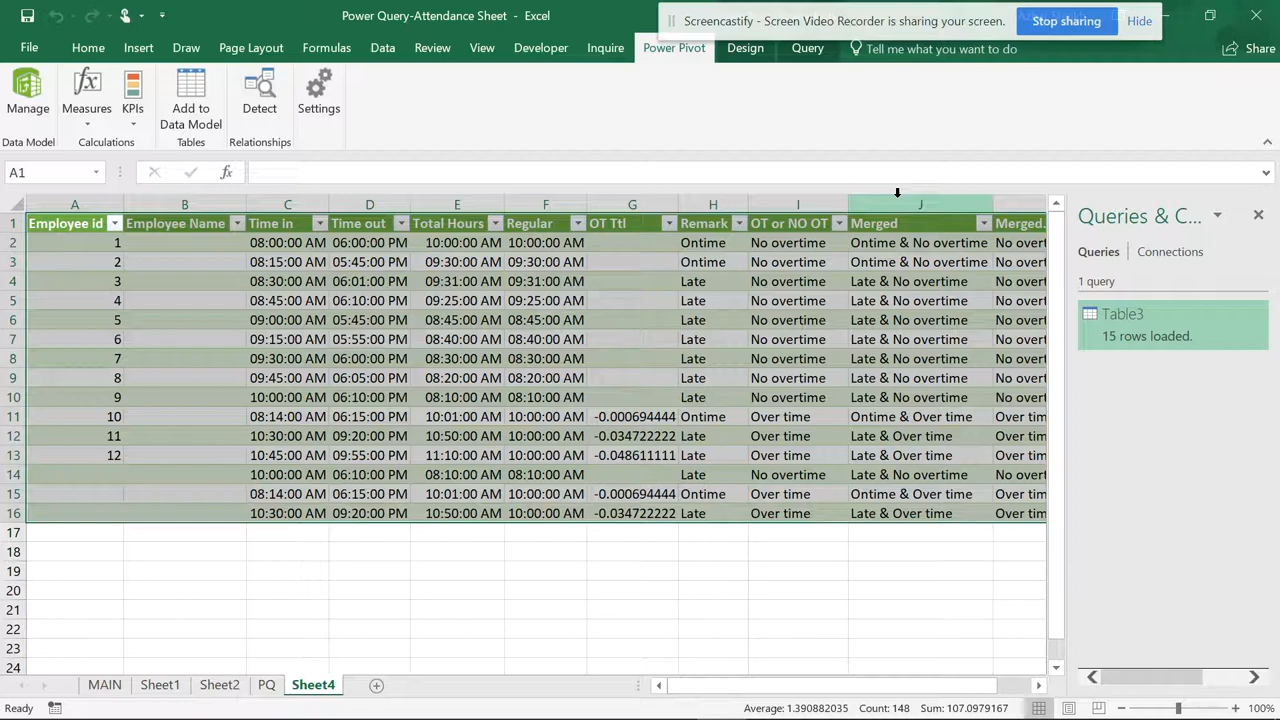 Power Query-Attendance Sheet - Excel
Screencastify - Screen Video Recorder is sharing your screen. Stop sharing Hide
File Home Insert Draw Page Layout Formulas Data Review View Developer Inquire Power Pivot Design Query Tell me what you want to do Share
Manage Measures KPIs Add to Data Model Detect Settings
Data Model Calculations Tables Relationships
A1 fx
A B C D E F G H I J
1 Employee id Employee Name Time in Time out Total Hours Regular OT Ttl Remark OT or NO OT Merged Merged.
2 1 08:00:00 AM 06:00:00 PM 10:00:00 AM 10:00:00 AM Ontime No overtime Ontime & No overtime No overt
3 2 08:15:00 AM 05:45:00 PM 09:30:00 AM 09:30:00 AM Ontime No overtime Ontime & No overtime No overt
4 3 08:30:00 AM 06:01:00 PM 09:31:00 AM 09:31:00 AM Late No overtime Late & No overtime No overt
5 4 08:45:00 AM 06:10:00 PM 09:25:00 AM 09:25:00 AM Late No overtime Late & No overtime No overt
6 5 09:00:00 AM 05:45:00 PM 08:45:00 AM 08:45:00 AM Late No overtime Late & No overtime No overt
7 6 09:15:00 AM 05:55:00 PM 08:40:00 AM 08:40:00 AM Late No overtime Late & No overtime No overt
8 7 09:30:00 AM 06:00:00 PM 08:30:00 AM 08:30:00 AM Late No overtime Late & No overtime No overt
9 8 09:45:00 AM 06:05:00 PM 08:20:00 AM 08:20:00 AM Late No overtime Late & No overtime No overt
10 9 10:00:00 AM 06:10:00 PM 08:10:00 AM 08:10:00 AM Late No overtime Late & No overtime No overt
11 10 08:14:00 AM 06:15:00 PM 10:01:00 AM 10:00:00 AM -0.000694444 Ontime Over time Ontime & Over time Over tim
12 11 10:30:00 AM 09:20:00 PM 10:50:00 AM 10:00:00 AM -0.034722222 Late Over time Late & Over time Over tim
13 12 10:45:00 AM 09:55:00 PM 11:10:00 AM 10:00:00 AM -0.048611111 Late Over time Late & Over time Over tim
14 10:00:00 AM 06:10:00 PM 08:10:00 AM 08:10:00 AM Late No overtime Late & No overtime No overt
15 08:14:00 AM 06:15:00 PM 10:01:00 AM 10:00:00 AM -0.000694444 Ontime Over time Ontime & Over time Over tim
16 10:30:00 AM 09:20:00 PM 10:50:00 AM 10:00:00 AM -0.034722222 Late Over time Late & Over time Over tim
17
18
19
20
21
22
23
24
Queries & C...
Queries Connections
1 query
Table3
15 rows loaded.
MAIN Sheet1 Sheet2 PQ Sheet4
Ready Average: 1.390882035 Count: 148 Sum: 107.0979167 100%